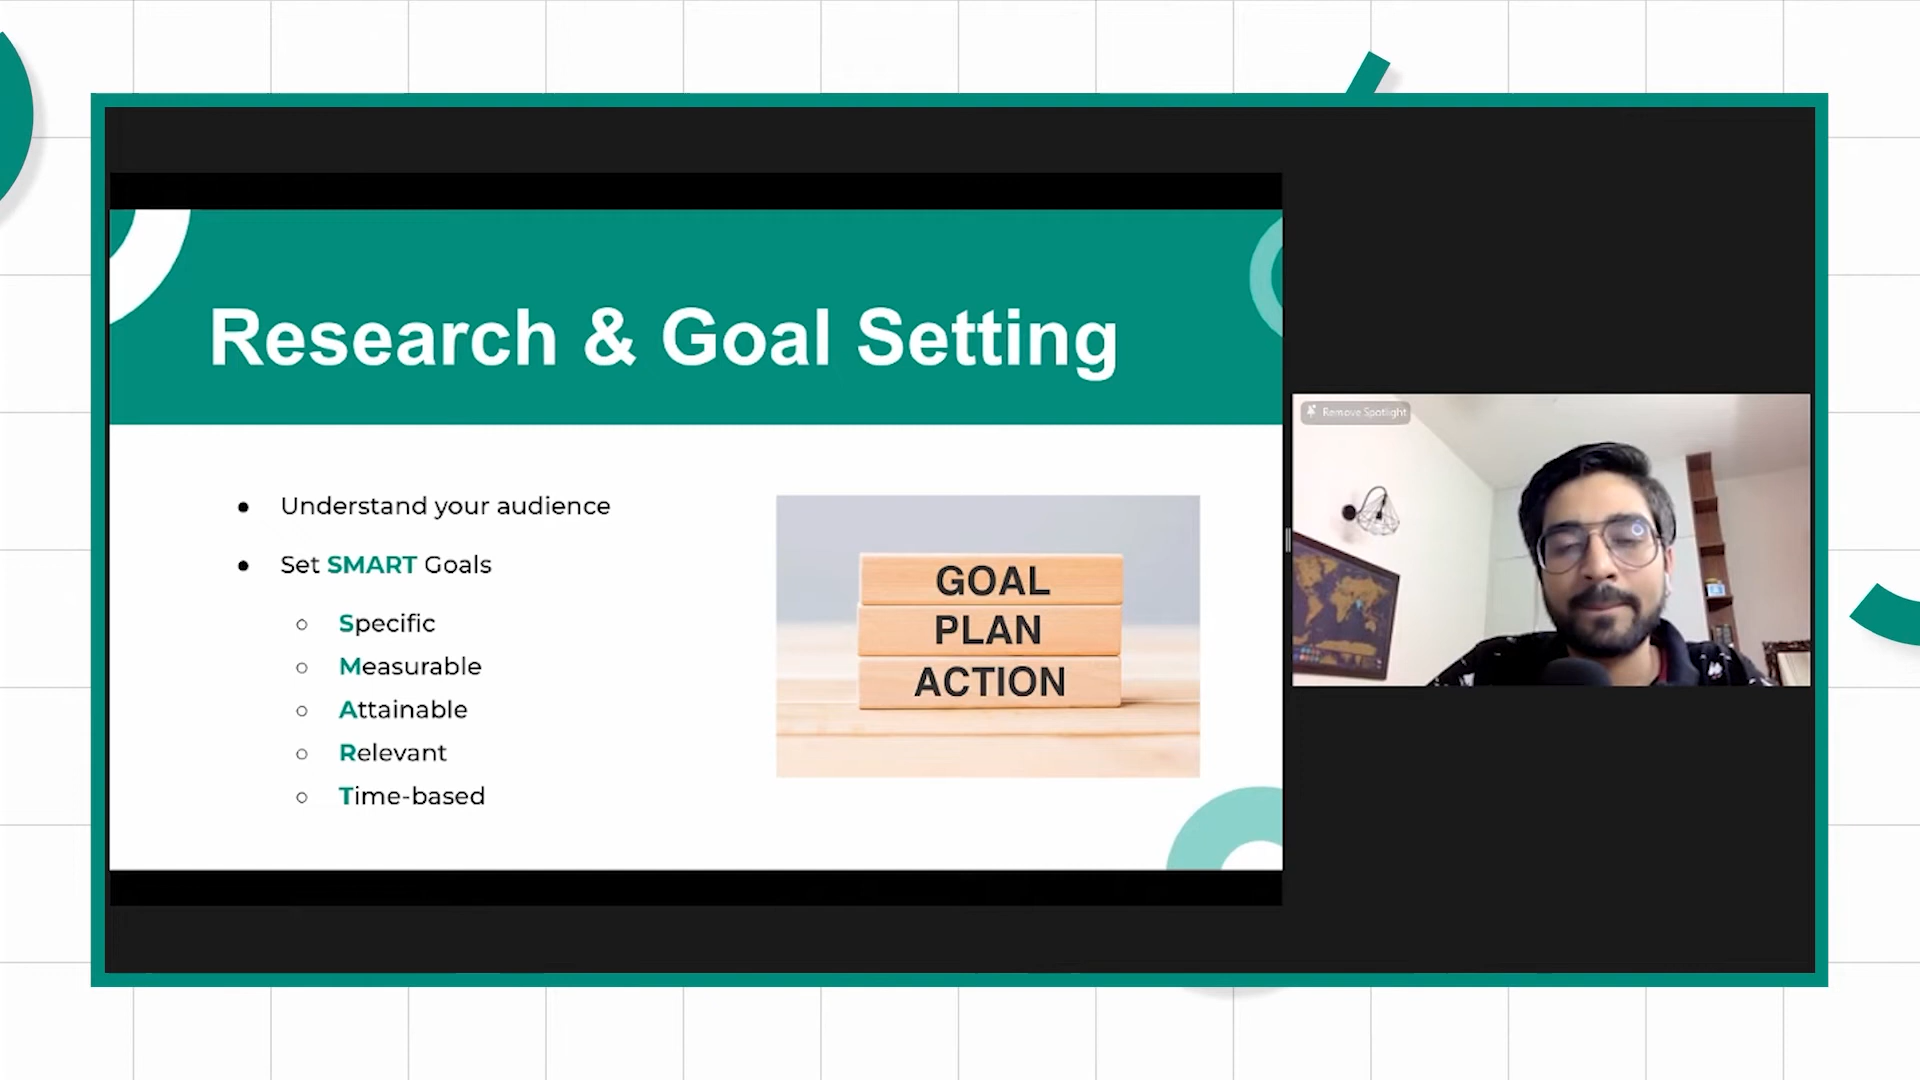 Research & Goal Setting
Understand your audience
Set SMART Goals
Specific
Measurable
Attainable
Relevant
Time-based
GOAL
PLAN
ACTION
Remove Spotlight